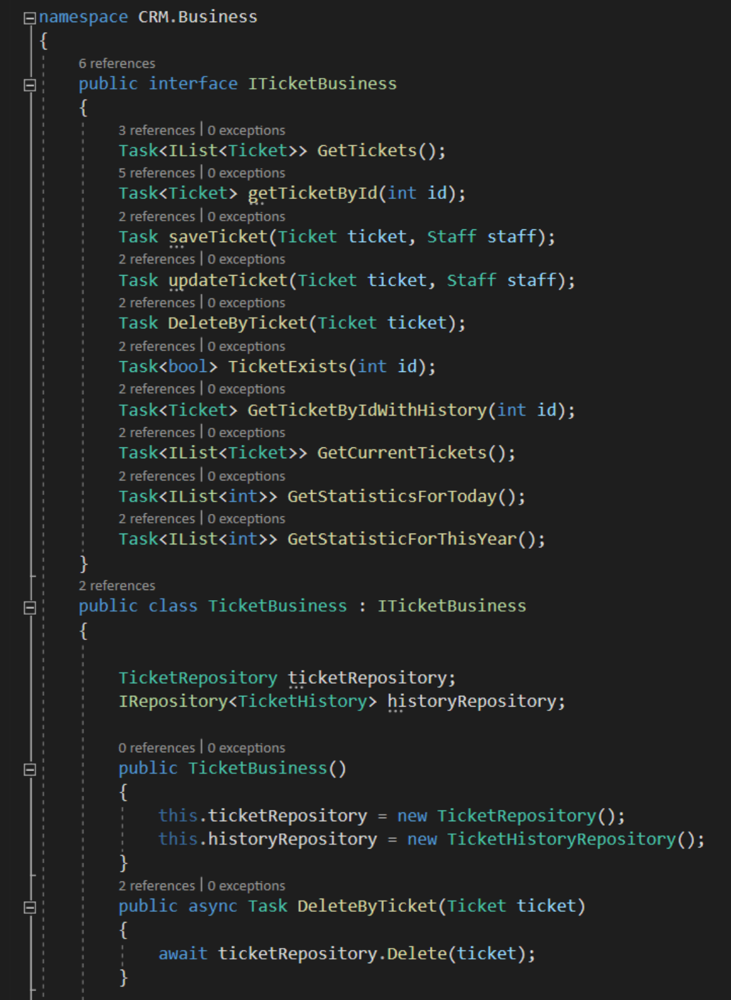 namespace CRM.Business
{
6 references
public interface ITicketBusiness
{
3 references | 0 exceptions
Task<IList<Ticket>> GetTickets();
5 references | 0 exceptions
Task<Ticket> getTicketById(int id);
2 references | 0 exceptions
Task saveTicket(Ticket ticket, Staff staff);
2 references | 0 exceptions
Task updateTicket(Ticket ticket, Staff staff);
2 references | 0 exceptions
Task DeleteByTicket(Ticket ticket);
2 references | 0 exceptions
Task<bool> TicketExists(int id);
2 references | 0 exceptions
Task<Ticket> GetTicketByIdWithHistory(int id);
2 references | 0 exceptions
Task<IList<Ticket>> GetCurrentTickets();
2 references | 0 exceptions
Task<IList<int>> GetStatisticsForToday();
2 references | 0 exceptions
Task<IList<int>> GetStatisticForThisYear();
}
2 references
public class TicketBusiness : ITicketBusiness
{
TicketRepository ticketRepository;
IRepository<TicketHistory> historyRepository;
0 references | 0 exceptions
public TicketBusiness()
{
this.ticketRepository = new TicketRepository();
this.historyRepository = new TicketHistoryRepository();
}
2 references | 0 exceptions
public async Task DeleteByTicket(Ticket ticket)
{
await ticketRepository.Delete(ticket);
}